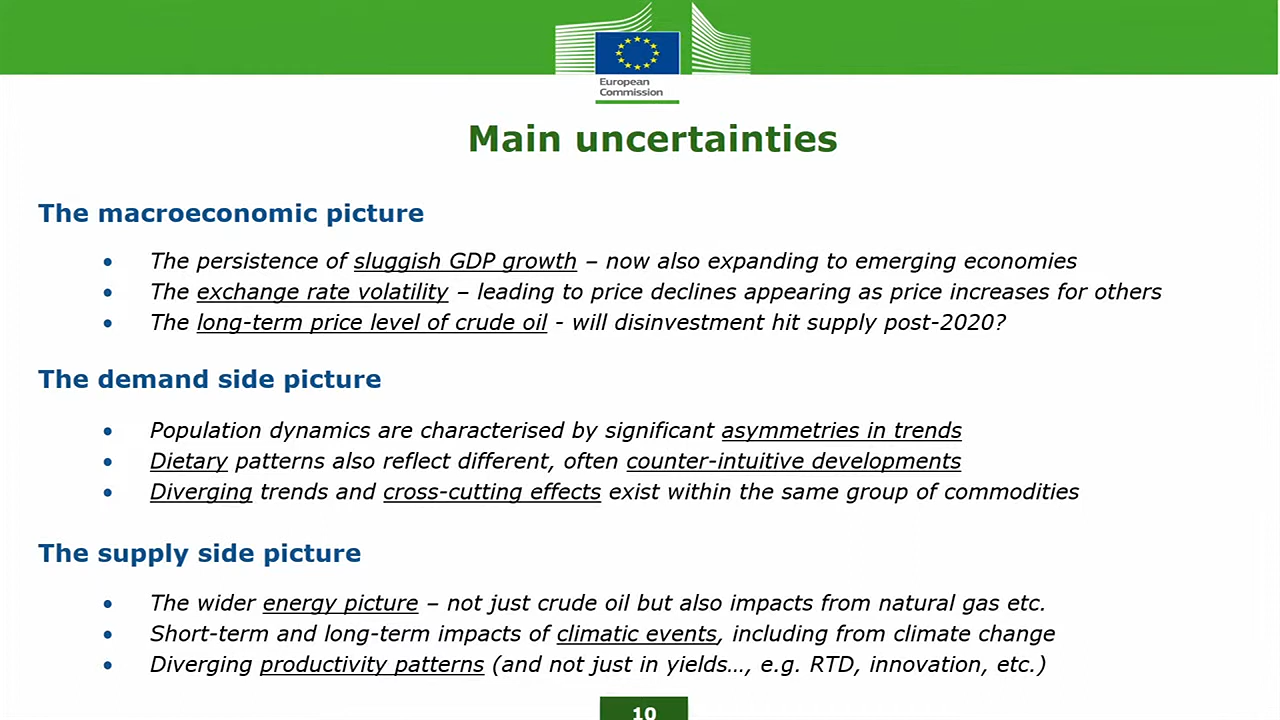 European
Commission
Main uncertainties
The macroeconomic picture
• The persistence of sluggish GDP growth – now also expanding to emerging economies
• The exchange rate volatility – leading to price declines appearing as price increases for others
• The long-term price level of crude oil - will disinvestment hit supply post-2020?
The demand side picture
• Population dynamics are characterised by significant asymmetries in trends
• Dietary patterns also reflect different, often counter-intuitive developments
• Diverging trends and cross-cutting effects exist within the same group of commodities
The supply side picture
• The wider energy picture – not just crude oil but also impacts from natural gas etc.
• Short-term and long-term impacts of climatic events, including from climate change
• Diverging productivity patterns (and not just in yields…, e.g. RTD, innovation, etc.)
10